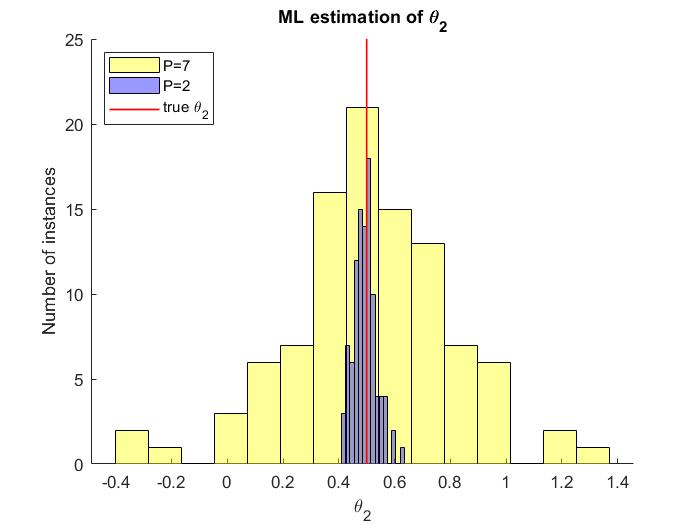 ML estimation of θ2
25
20
15
10
5
0
Number of instances
P=7
P=2
true θ2
-0.4 -0.2 0 0.2 0.4 0.6 0.8 1 1.2 1.4
θ2